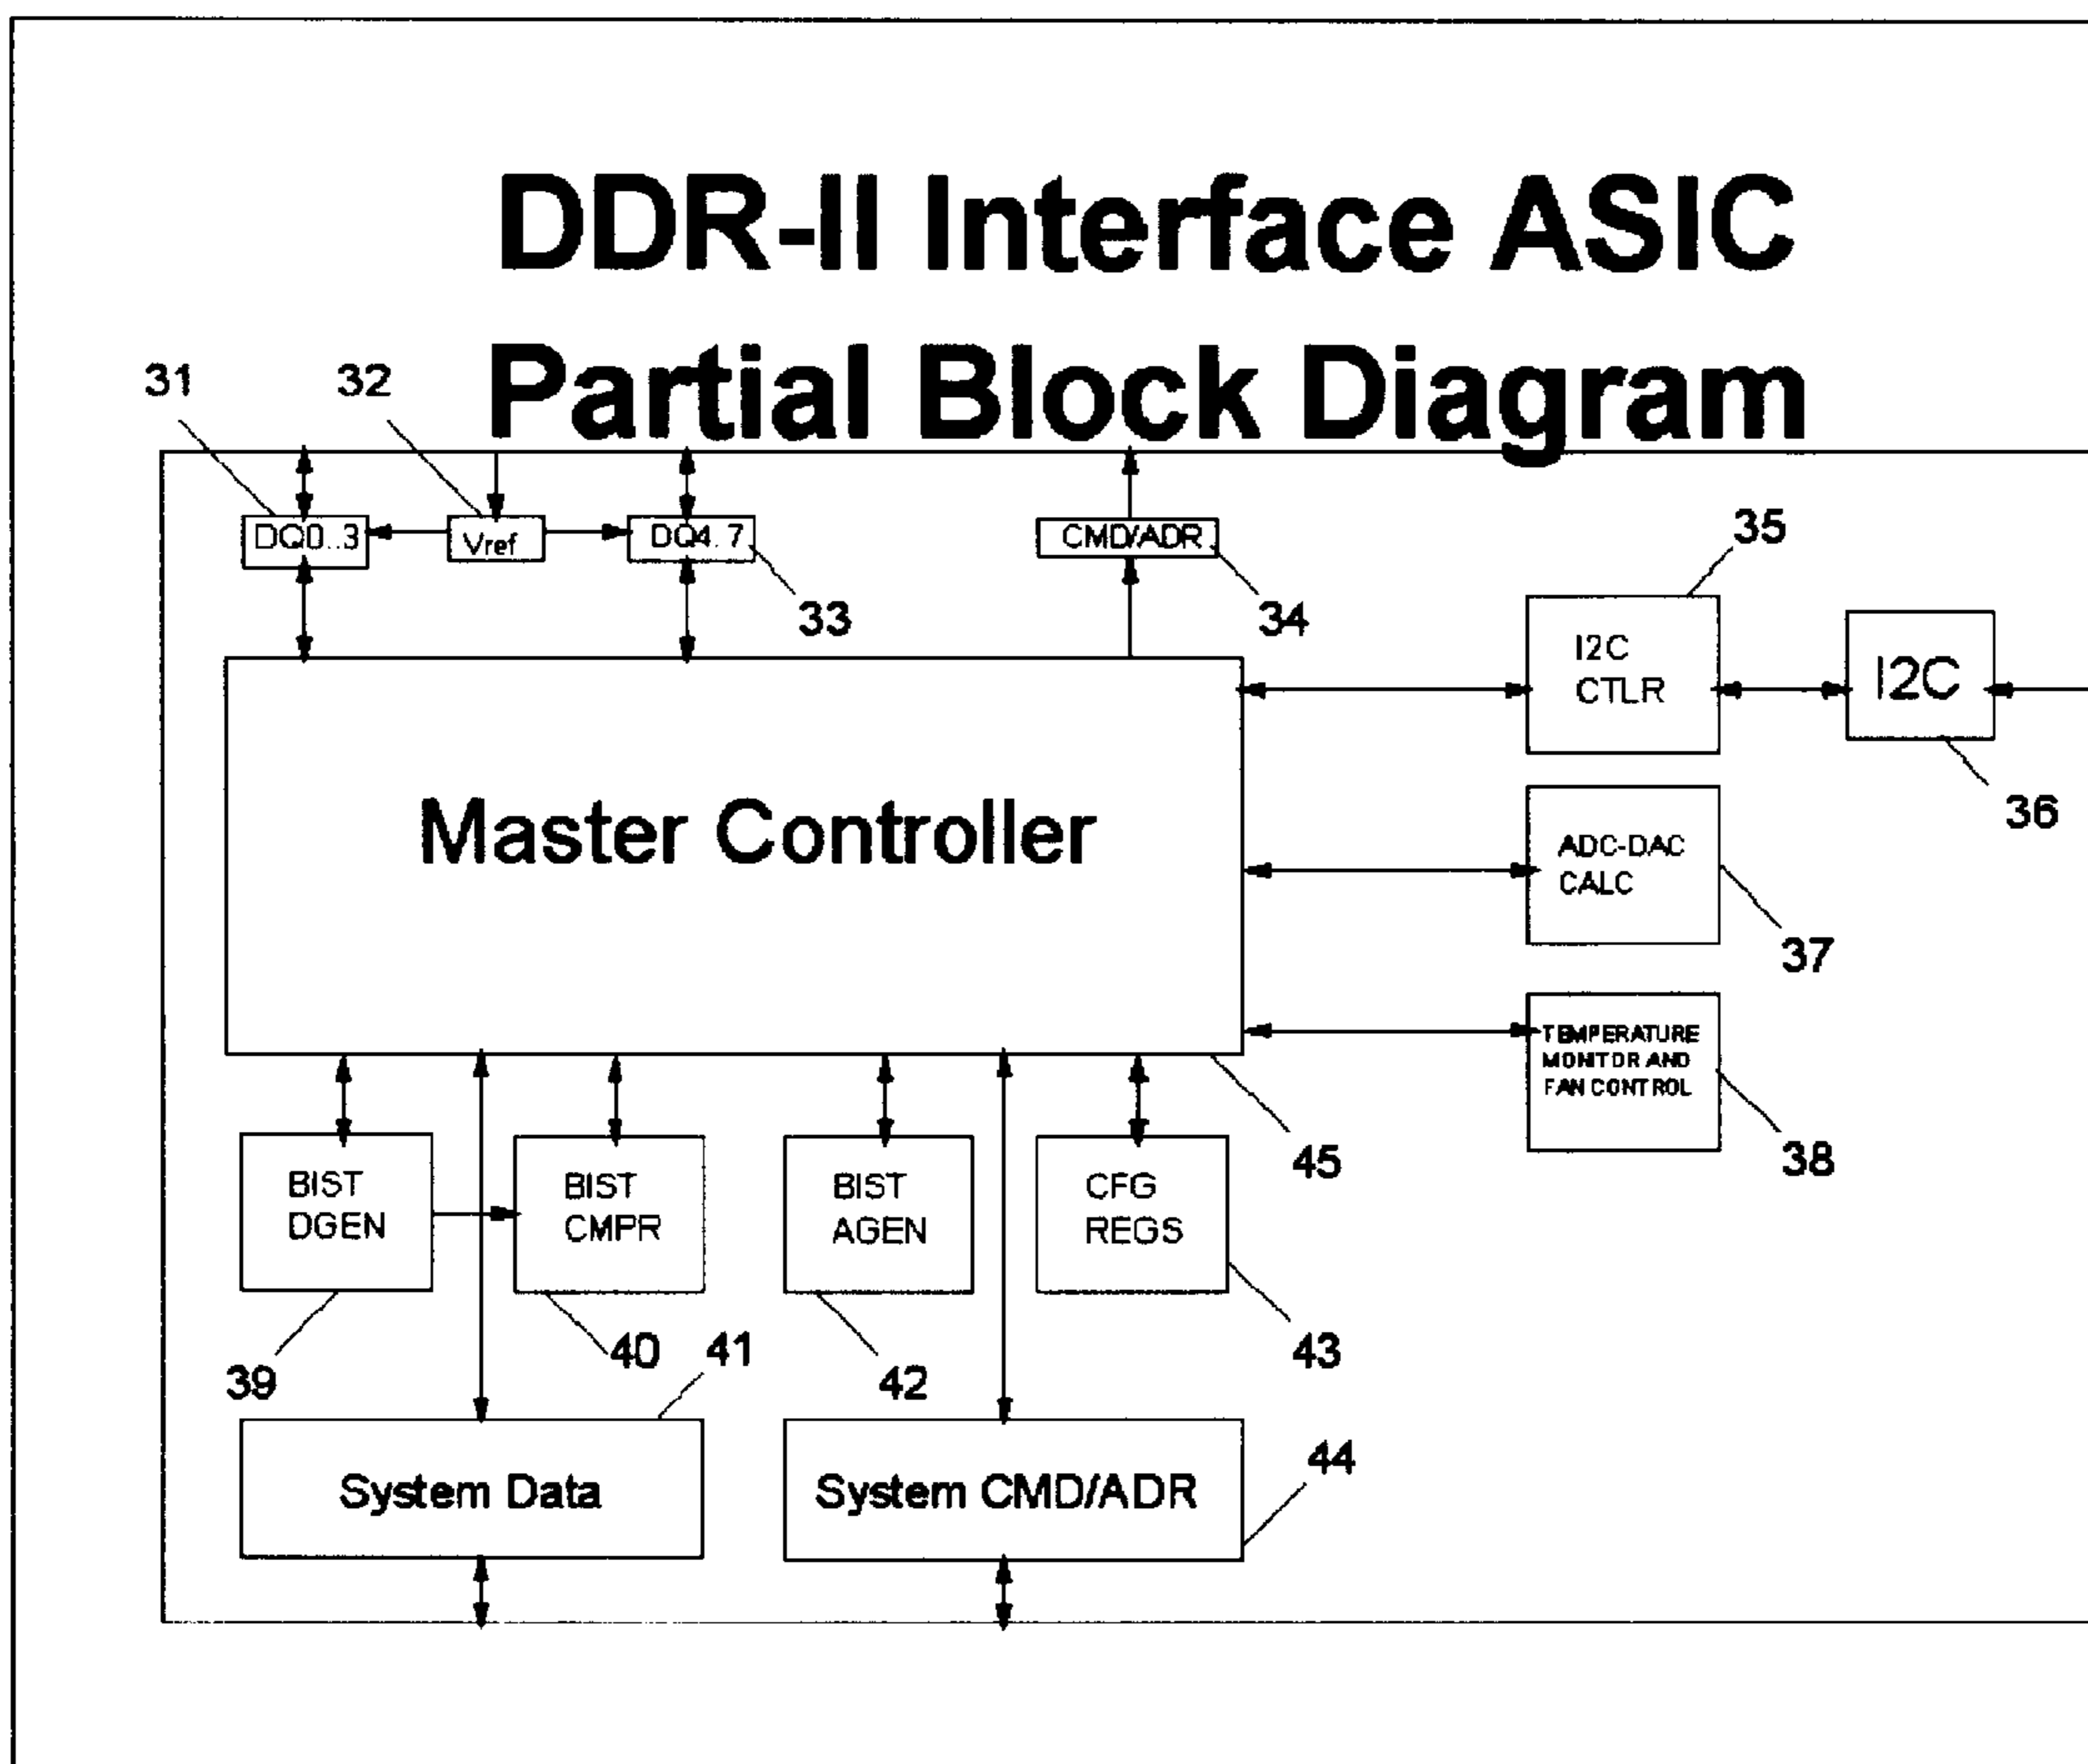 DDR-II Interface ASIC
Partial Block Diagram
31
32
DQ0..3
Vref
DQ4..7
CMD/ADR
33
34
35
I2C
CTLR
I2C
36
Master Controller
ADC-DAC
CALC
37
TEMPERATURE
MONITOR AND
FAN CONTROL
38
45
BIST
DGEN
BIST
CMPR
BIST
AGEN
CFG
REGS
39
40
41
42
43
System Data
System CMD/ADR
44